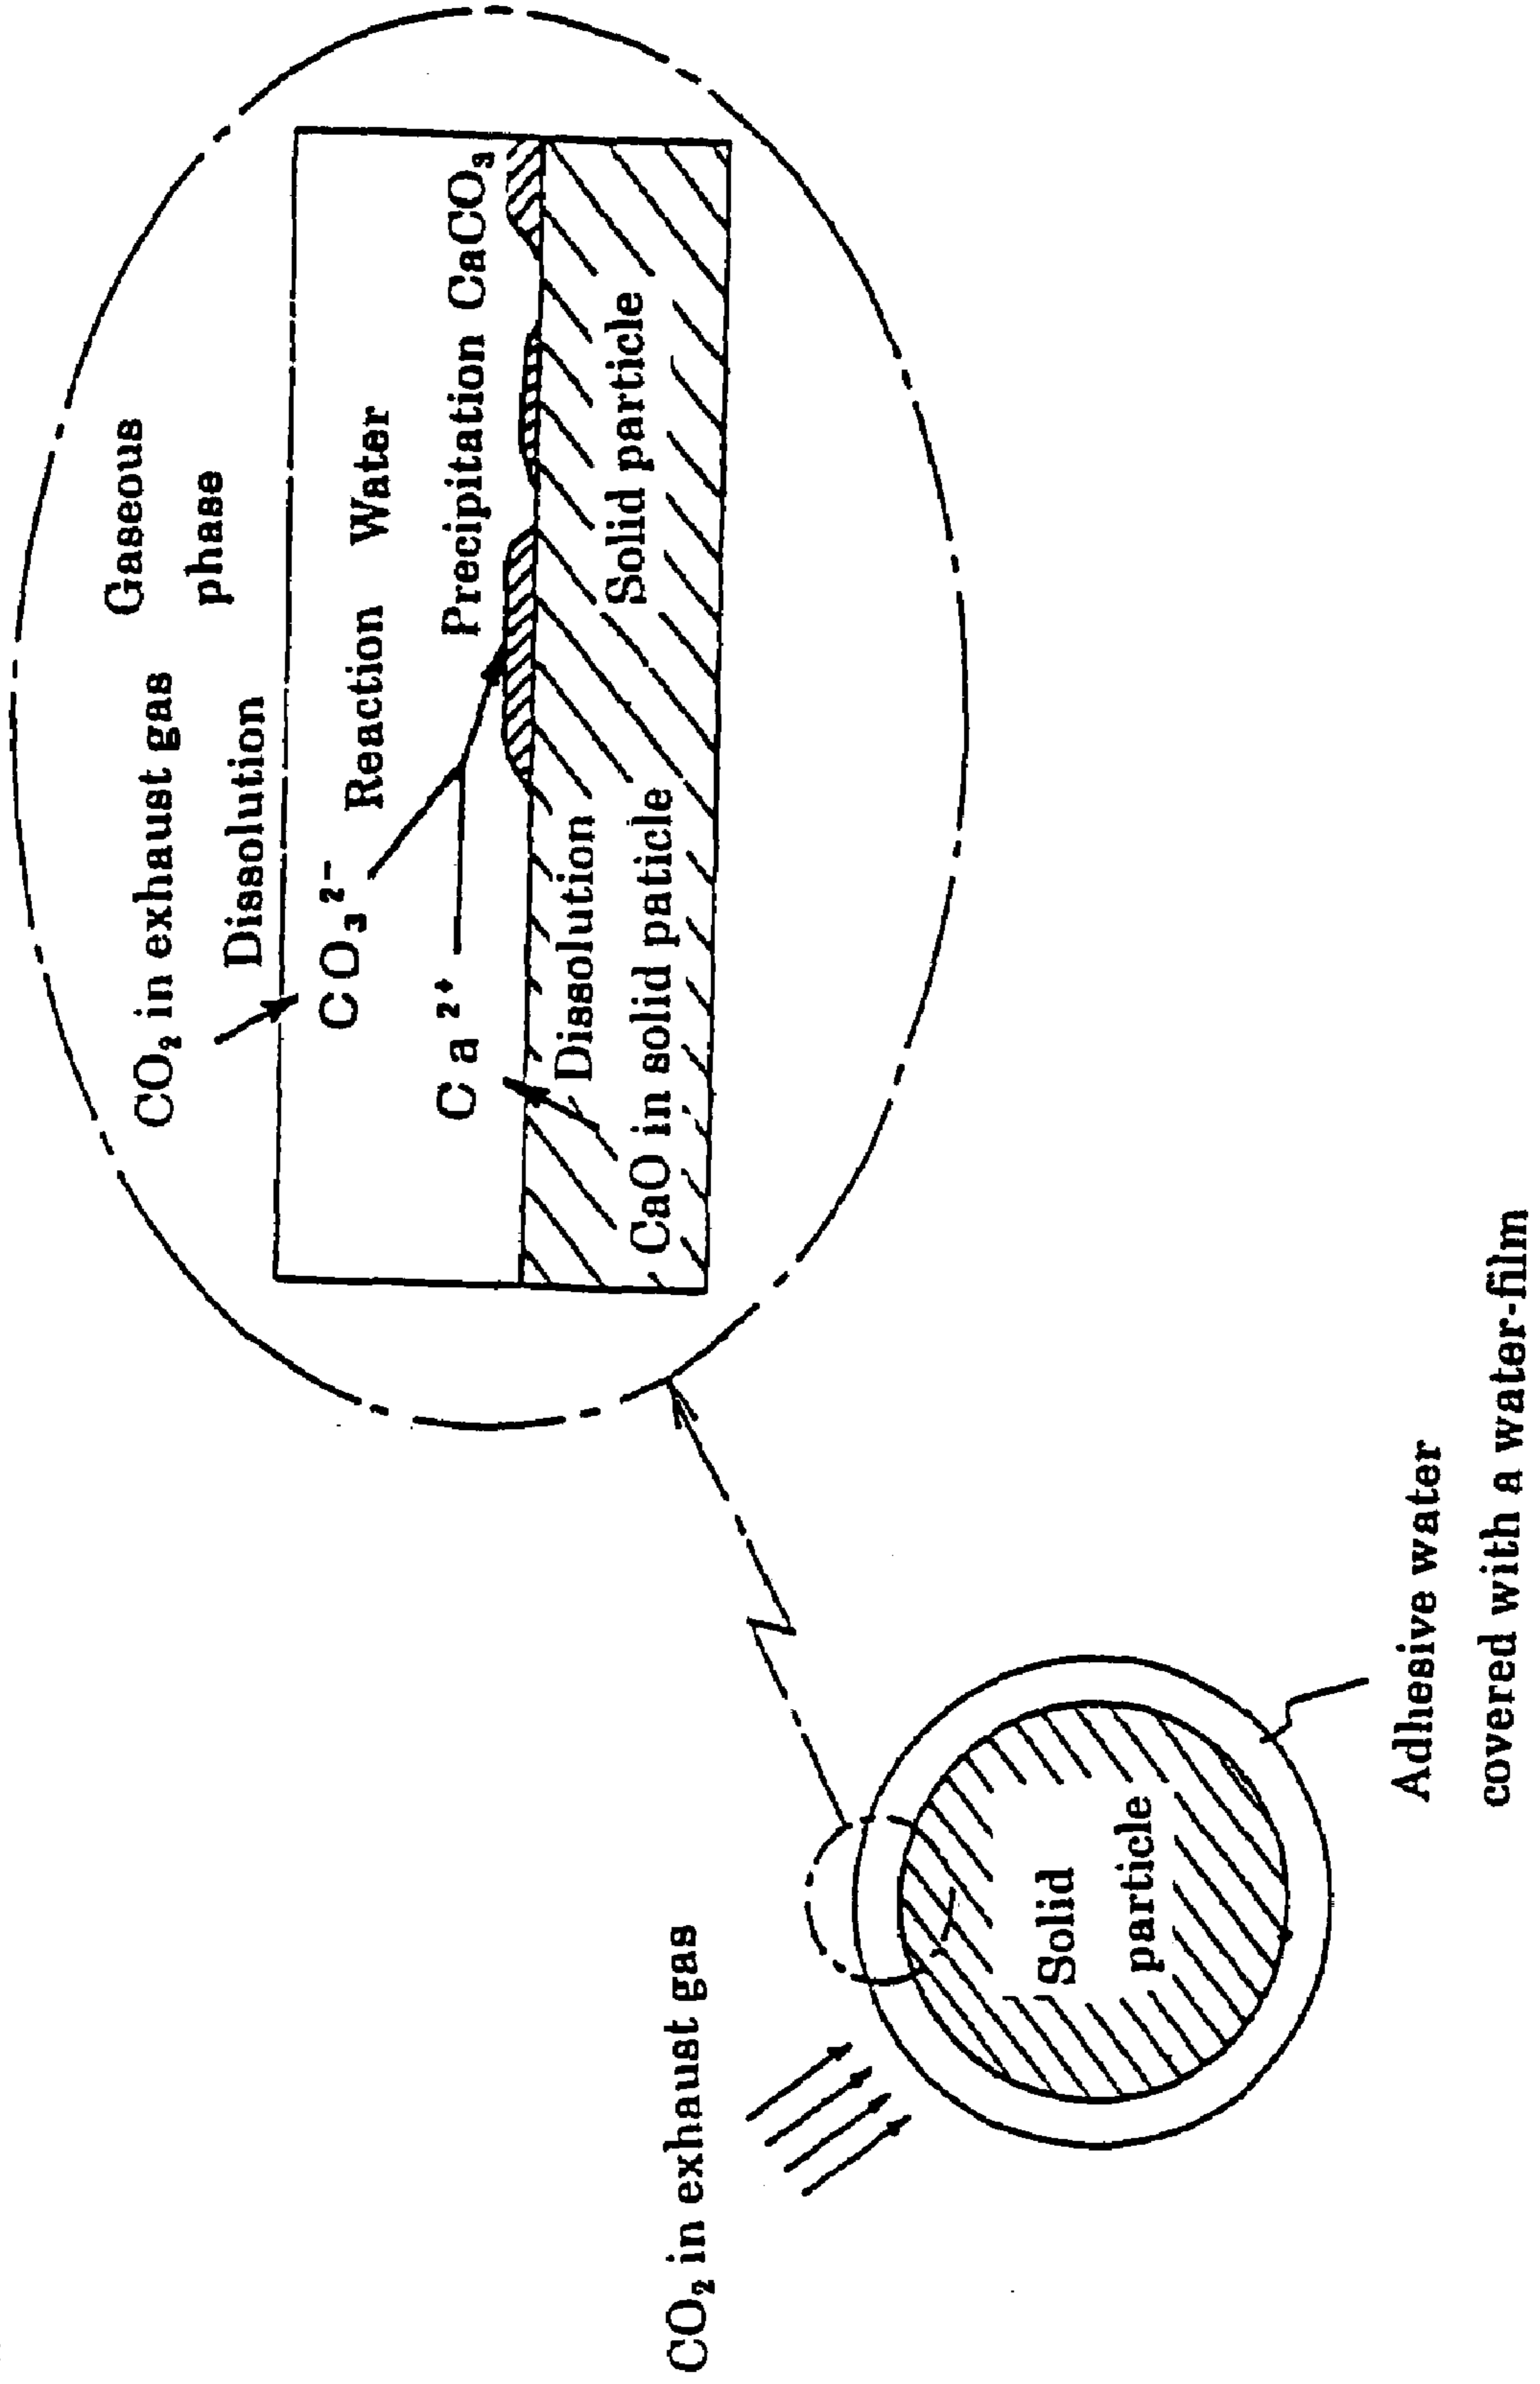 CO₂ in exhaust gas
Gaseous
phase
Dissolution
CO₃²⁻
Reaction Water
Ca²⁺
Precipitation CaCO₃
Dissolution
Solid particle
CaO in solid paticle
CO₂ in exhaust gas
Solid
particle
Adhesive water
covered with a water-film